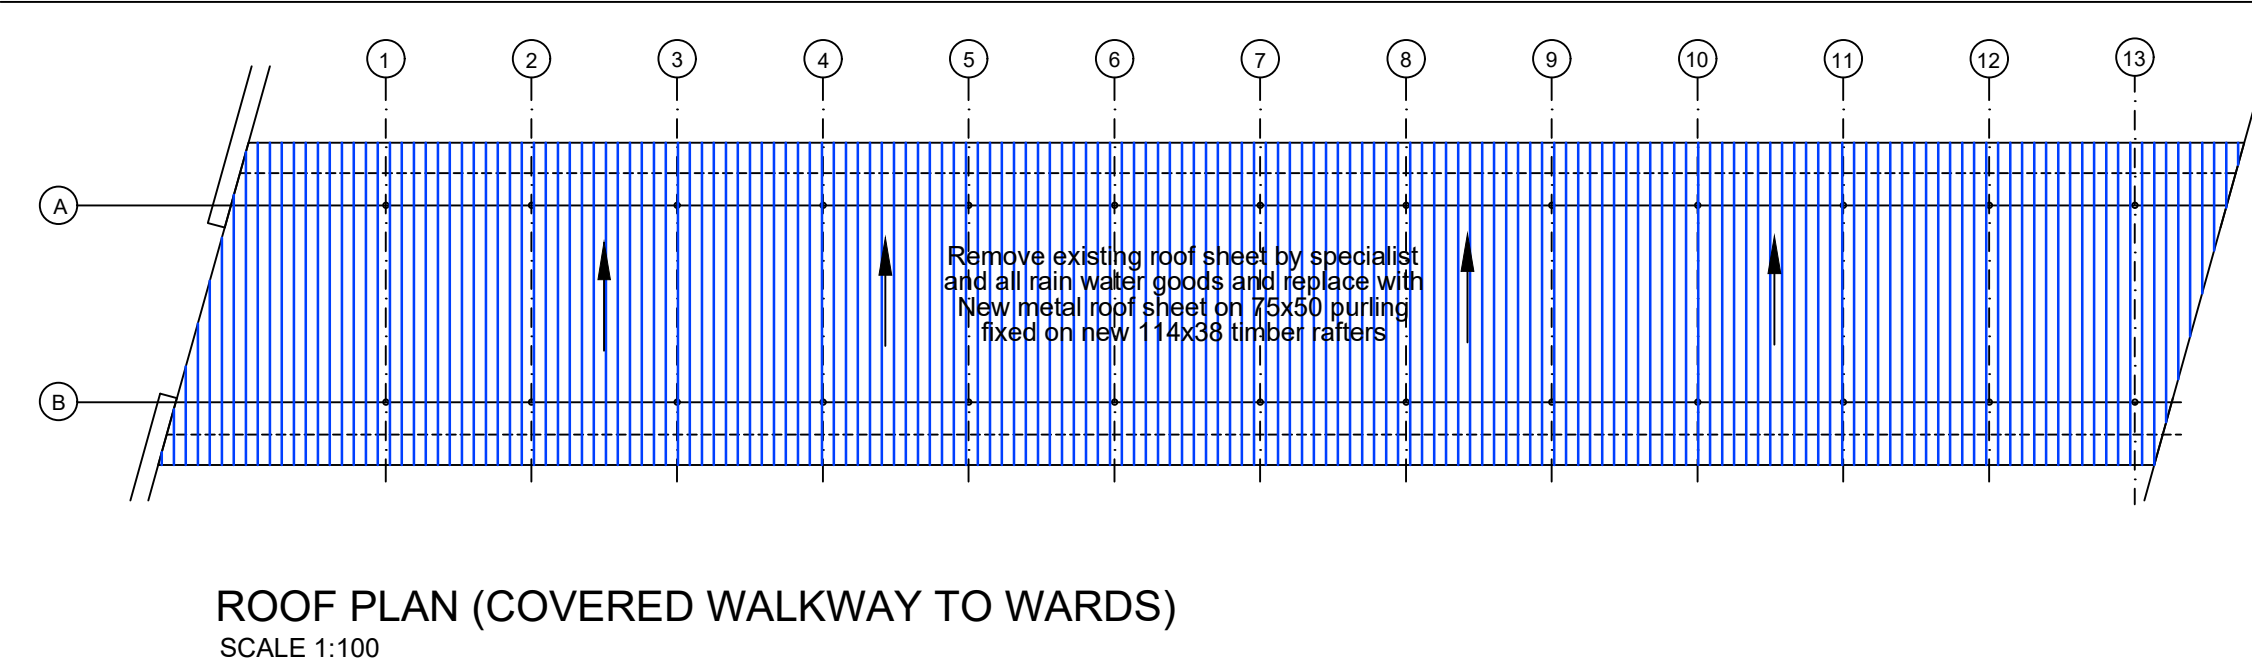 1 2 3 4 5 6 7 8 9 10 11 12 13
A
Remove existing roof sheet by specialist
and all rain water goods and replace with
New metal roof sheet on 75x50 purling
fixed on new 114x38 timber rafters
B
ROOF PLAN (COVERED WALKWAY TO WARDS)
SCALE 1:100